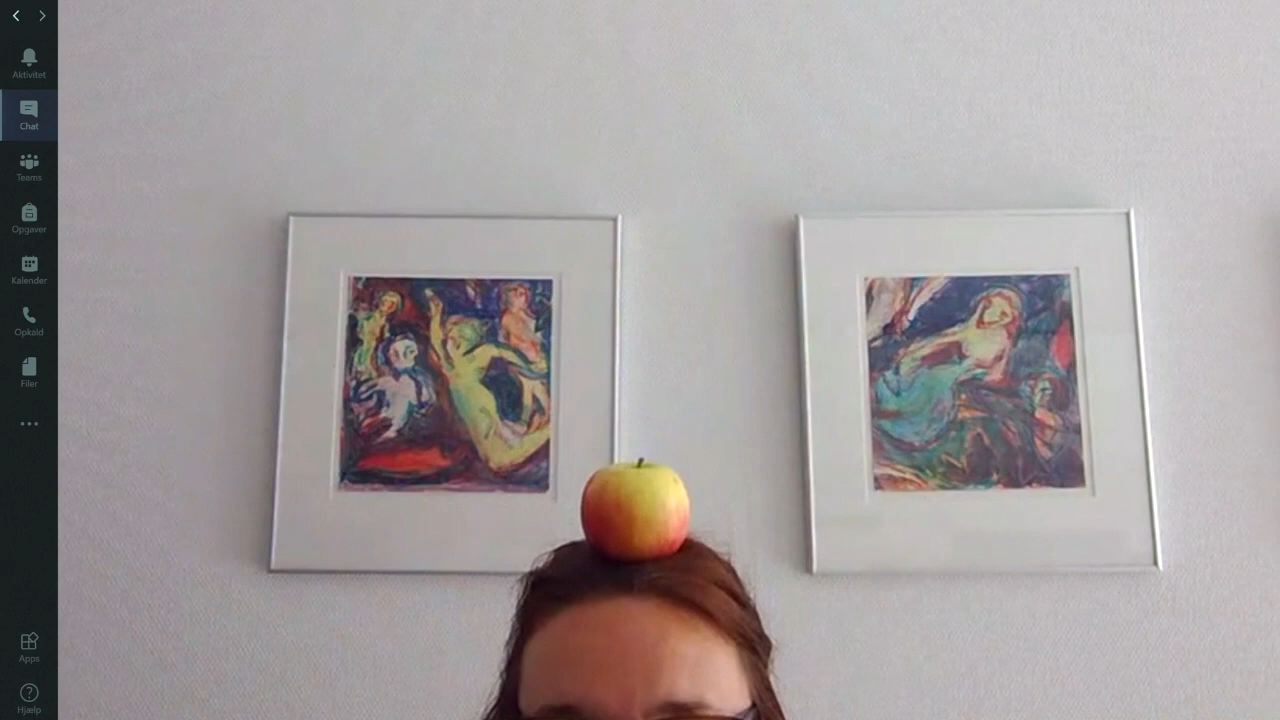 Aktivitet
Chat
Teams
Opgaver
Kalender
Opkald
Filer
Apps
Hjælp